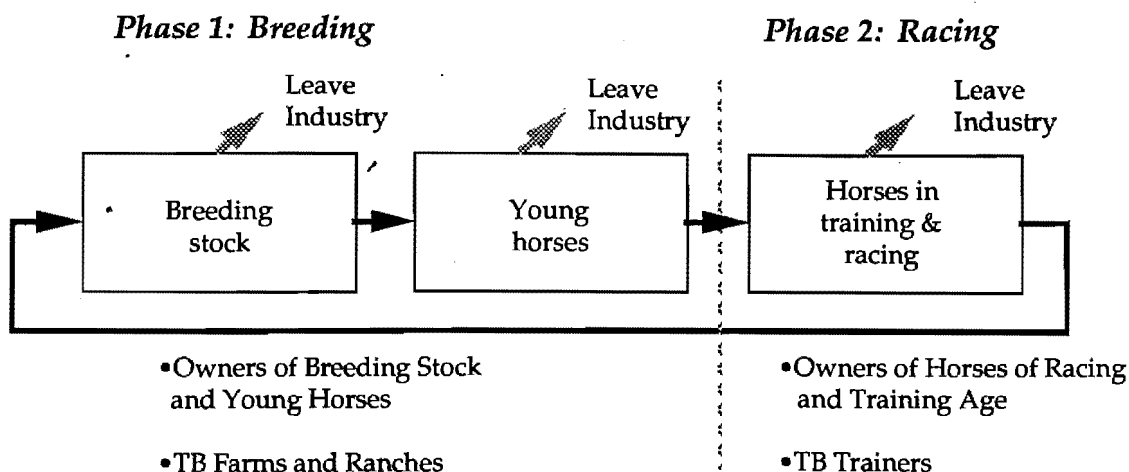 Phase 1: Breeding
Phase 2: Racing
Leave
Industry
Leave
Industry
Leave
Industry
Breeding
stock
Young
horses
Horses in
training &
racing
•Owners of Breeding Stock
and Young Horses
•TB Farms and Ranches
•Owners of Horses of Racing
and Training Age
•TB Trainers